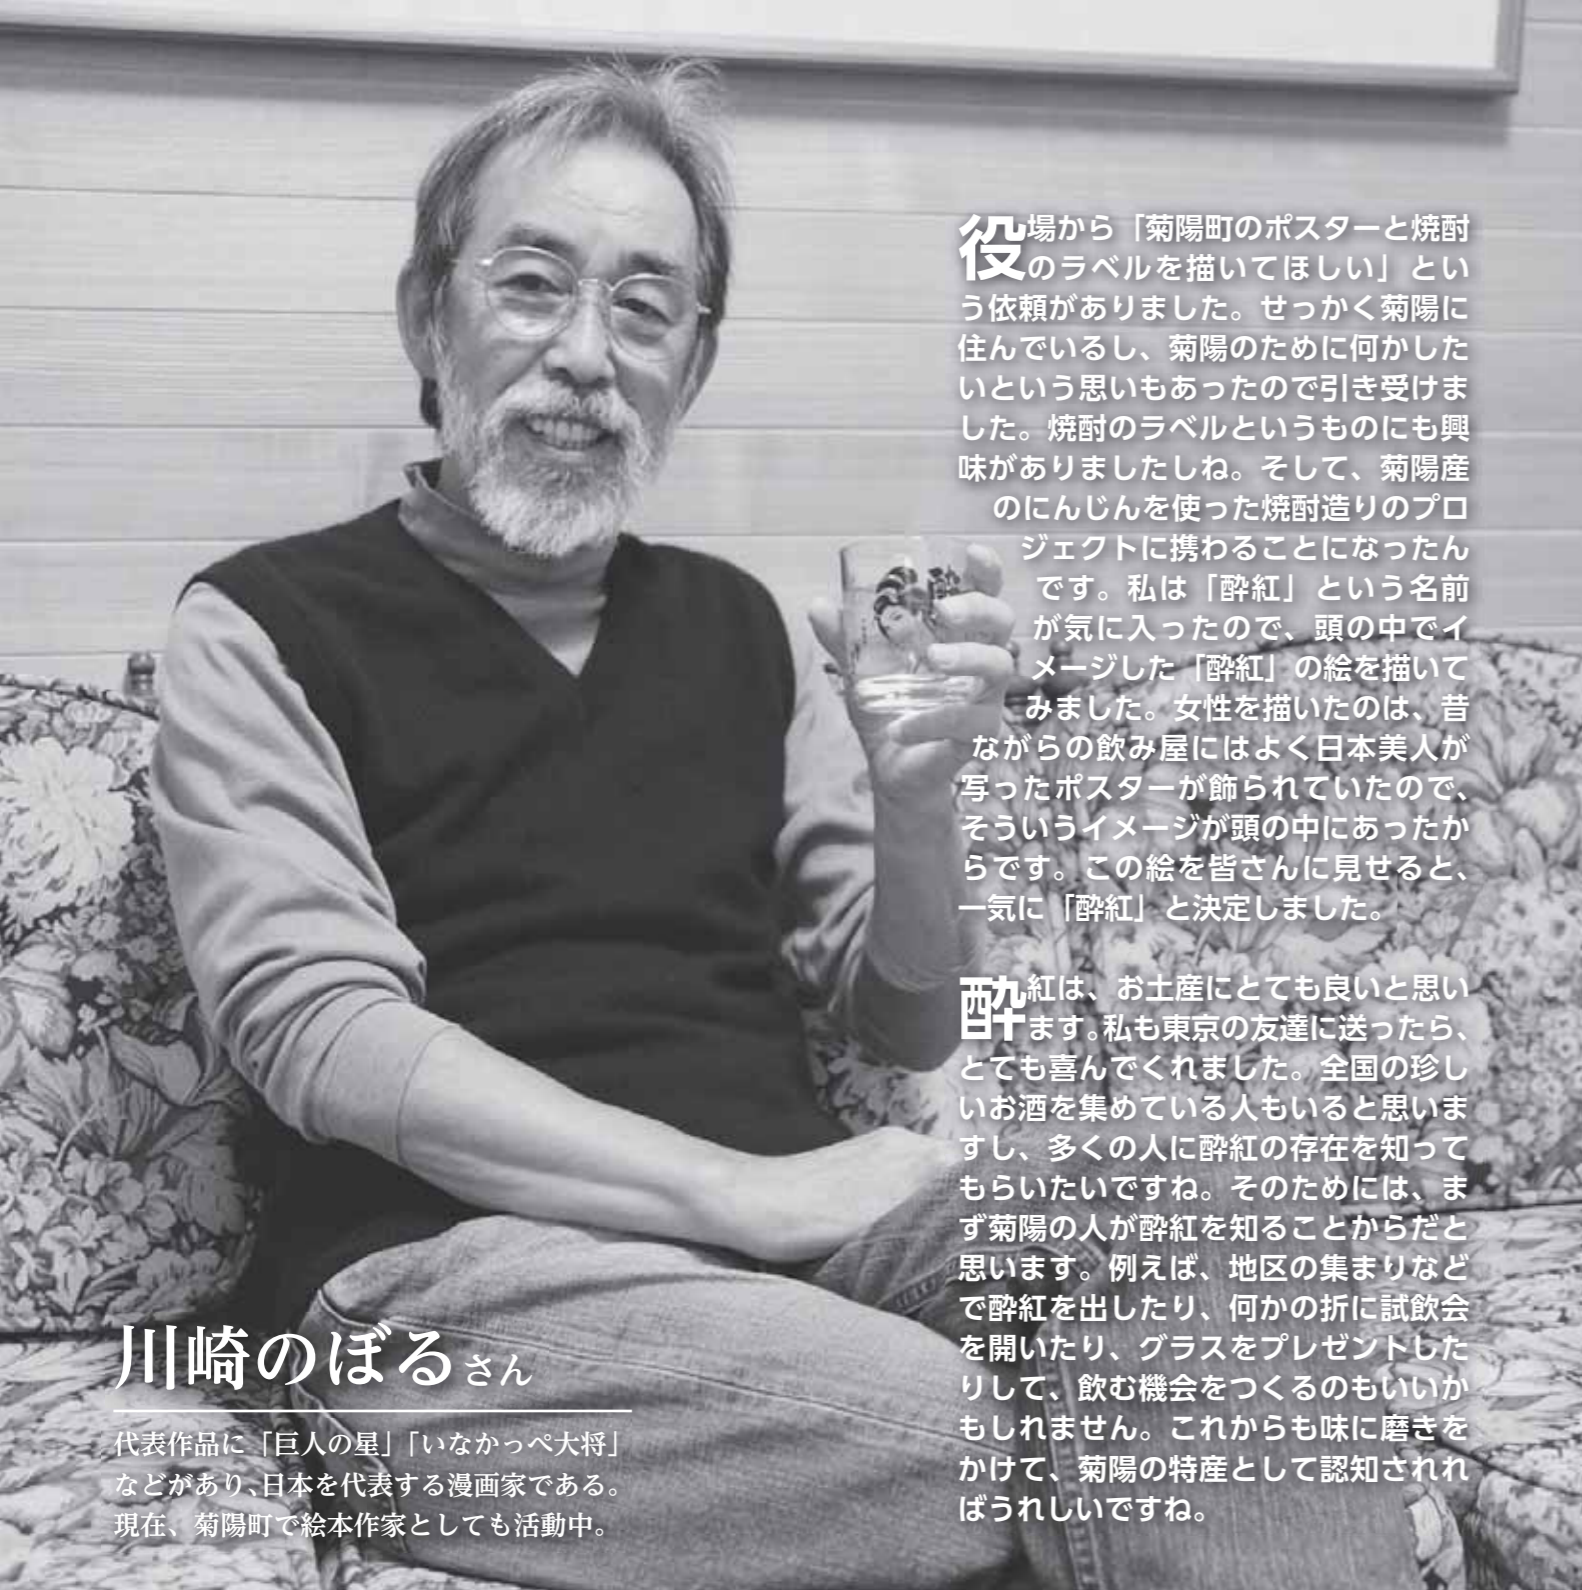 役場から「菊陽町のポスターと焼酎
のラベルを描いてほしい」とい
う依頼がありました。せっかく菊陽に
住んでいるし、菊陽のために何かした
いという思いもあったので引き受けま
した。焼酎のラベルというものにも興
味がありましたしね。そして、菊陽産
のにんじんを使った焼酎造りのプロ
ジェクトに携わることになったん
です。私は「酔紅」という名前
が気に入ったので、頭の中でイ
メージした「酔紅」の絵を描いて
みました。女性を描いたのは、昔
ながらの飲み屋にはよく日本美人が
写ったポスターが飾られていたので、
そういうイメージが頭の中にあったか
らです。この絵を皆さんに見せると、
一気に「酔紅」と決定しました。
酔紅は、お土産にとても良いと思い
ます。私も東京の友達に送ったら、
とても喜んでくれました。全国の珍し
いお酒を集めている人もいると思いま
すし、多くの人に酔紅の存在を知って
もらいたいですね。そのためには、ま
ず菊陽の人が酔紅を知ることからだと
思います。例えば、地区の集まりなど
で酔紅を出したり、何かの折に試飲会
を開いたり、グラスをプレゼントした
りして、飲む機会をつくるのもいいか
もしれません。これからも味に磨きを
かけて、菊陽の特産として認知されれ
ばうれしいですね。
川崎のぼるさん
代表作品に「巨人の星」「いなかっぺ大将」
などがあり、日本を代表する漫画家である。
現在、菊陽町で絵本作家としても活動中。